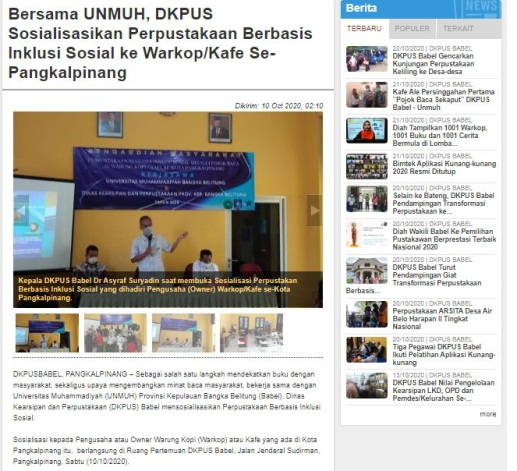 Bersama UNMUH, DKPUS
Sosialisasikan Perpustakaan Berbasis
Inklusi Sosial ke Warkop/Kafe Se-
Pangkalpinang
Dikirim: 10 Oct 2020, 02:10
PENGABDIAN MASYARAKAT
KERJASAMA
UNIVERSITAS MUHAMMADIYAH BANGKA BELITUNG
DINAS KEARSIPAN DAN PERPUSTAKAAN PROV. KEP. BANGKA BELITUNG
Kepala DKPUS Babel Dr Asyraf Suryadin saat membuka Sosialisasi Perpustakan
Berbasis Inklusi Sosial yang dihadiri Pengusaha (Owner) Warkop/Kafe se-Kota
Pangkalpinang.
DKPUSBABEL, PANGKALPINANG – Sebagai salah satu langkah mendekatkan buku dengan
masyarakat, sekaligus upaya mengembangkan minat baca masyarakat, bekerja sama dengan
Universitas Muhammadiyah (UNMUH) Provinsi Kepulauan Bangka Belitung (Babel), Dinas
Kearsipan dan Perpustakaan (DKPUS) Babel mensosialisasikan Perpustakaan Berbasis Inklusi
Sosial.
Sosialisasi kepada Pengusaha atau Owner Warung Kopi (Warkop) atau Kafe yang ada di Kota
Pangkalpinang itu, berlangsung di Ruang Pertemuan DKPUS Babel, Jalan Jenderal Sudirman,
Pangkalpinang, Sabtu (10/10/2020).
Berita
NEWS
TERBARU POPULER TERKAIT
22/10/2020 | DKPUS BABEL
DKPUS Babel Gencarkan
Kunjungan Perpustakaan
Keliling ke Desa-desa
21/10/2020 | DKPUS BABEL
Kafe Ale Persinggahan Pertama
"Pojok Baca Sekaput" DKPUS
Babel - Unmuh
21/10/2020 | DKPUS BABEL
Diah Tampilkan 1001 Warkop,
1001 Buku dan 1001 Cerita
Bermula di Lomba...
21/10/2020 | DKPUS BABEL
Bimtek Aplikasi Kunang-kunang
2020 Resmi Ditutup
20/10/2020 | DKPUS BABEL
Selain ke Bateng, DKPUS Babel
Pendampingan Transformasi
Perpustakaan ke...
20/10/2020 | DKPUS BABEL
Diah Wakili Babel Ke Pemilihan
Pustakawan Berprestasi Terbaik
Nasional 2020
20/10/2020 | DKPUS BABEL
DKPUS Babel Turut
Pendampingan Giat
Transformasi Perpustakaan
Berbasis...
20/10/2020 | DKPUS BABEL
Perpustakaan ARSITA Desa Air
Belo Harapan II Tingkat
Nasional
20/10/2020 | DKPUS BABEL
Tiga Pegawai DKPUS Babel
Ikuti Pelatihan Aplikasi Kunang-
kunang
13/10/2020 | DKPUS BABEL
DKPUS Babel Nilai Pengelolaan
Kearsipan LKD, OPD dan
Pemdes/Kelurahan Se-...
more